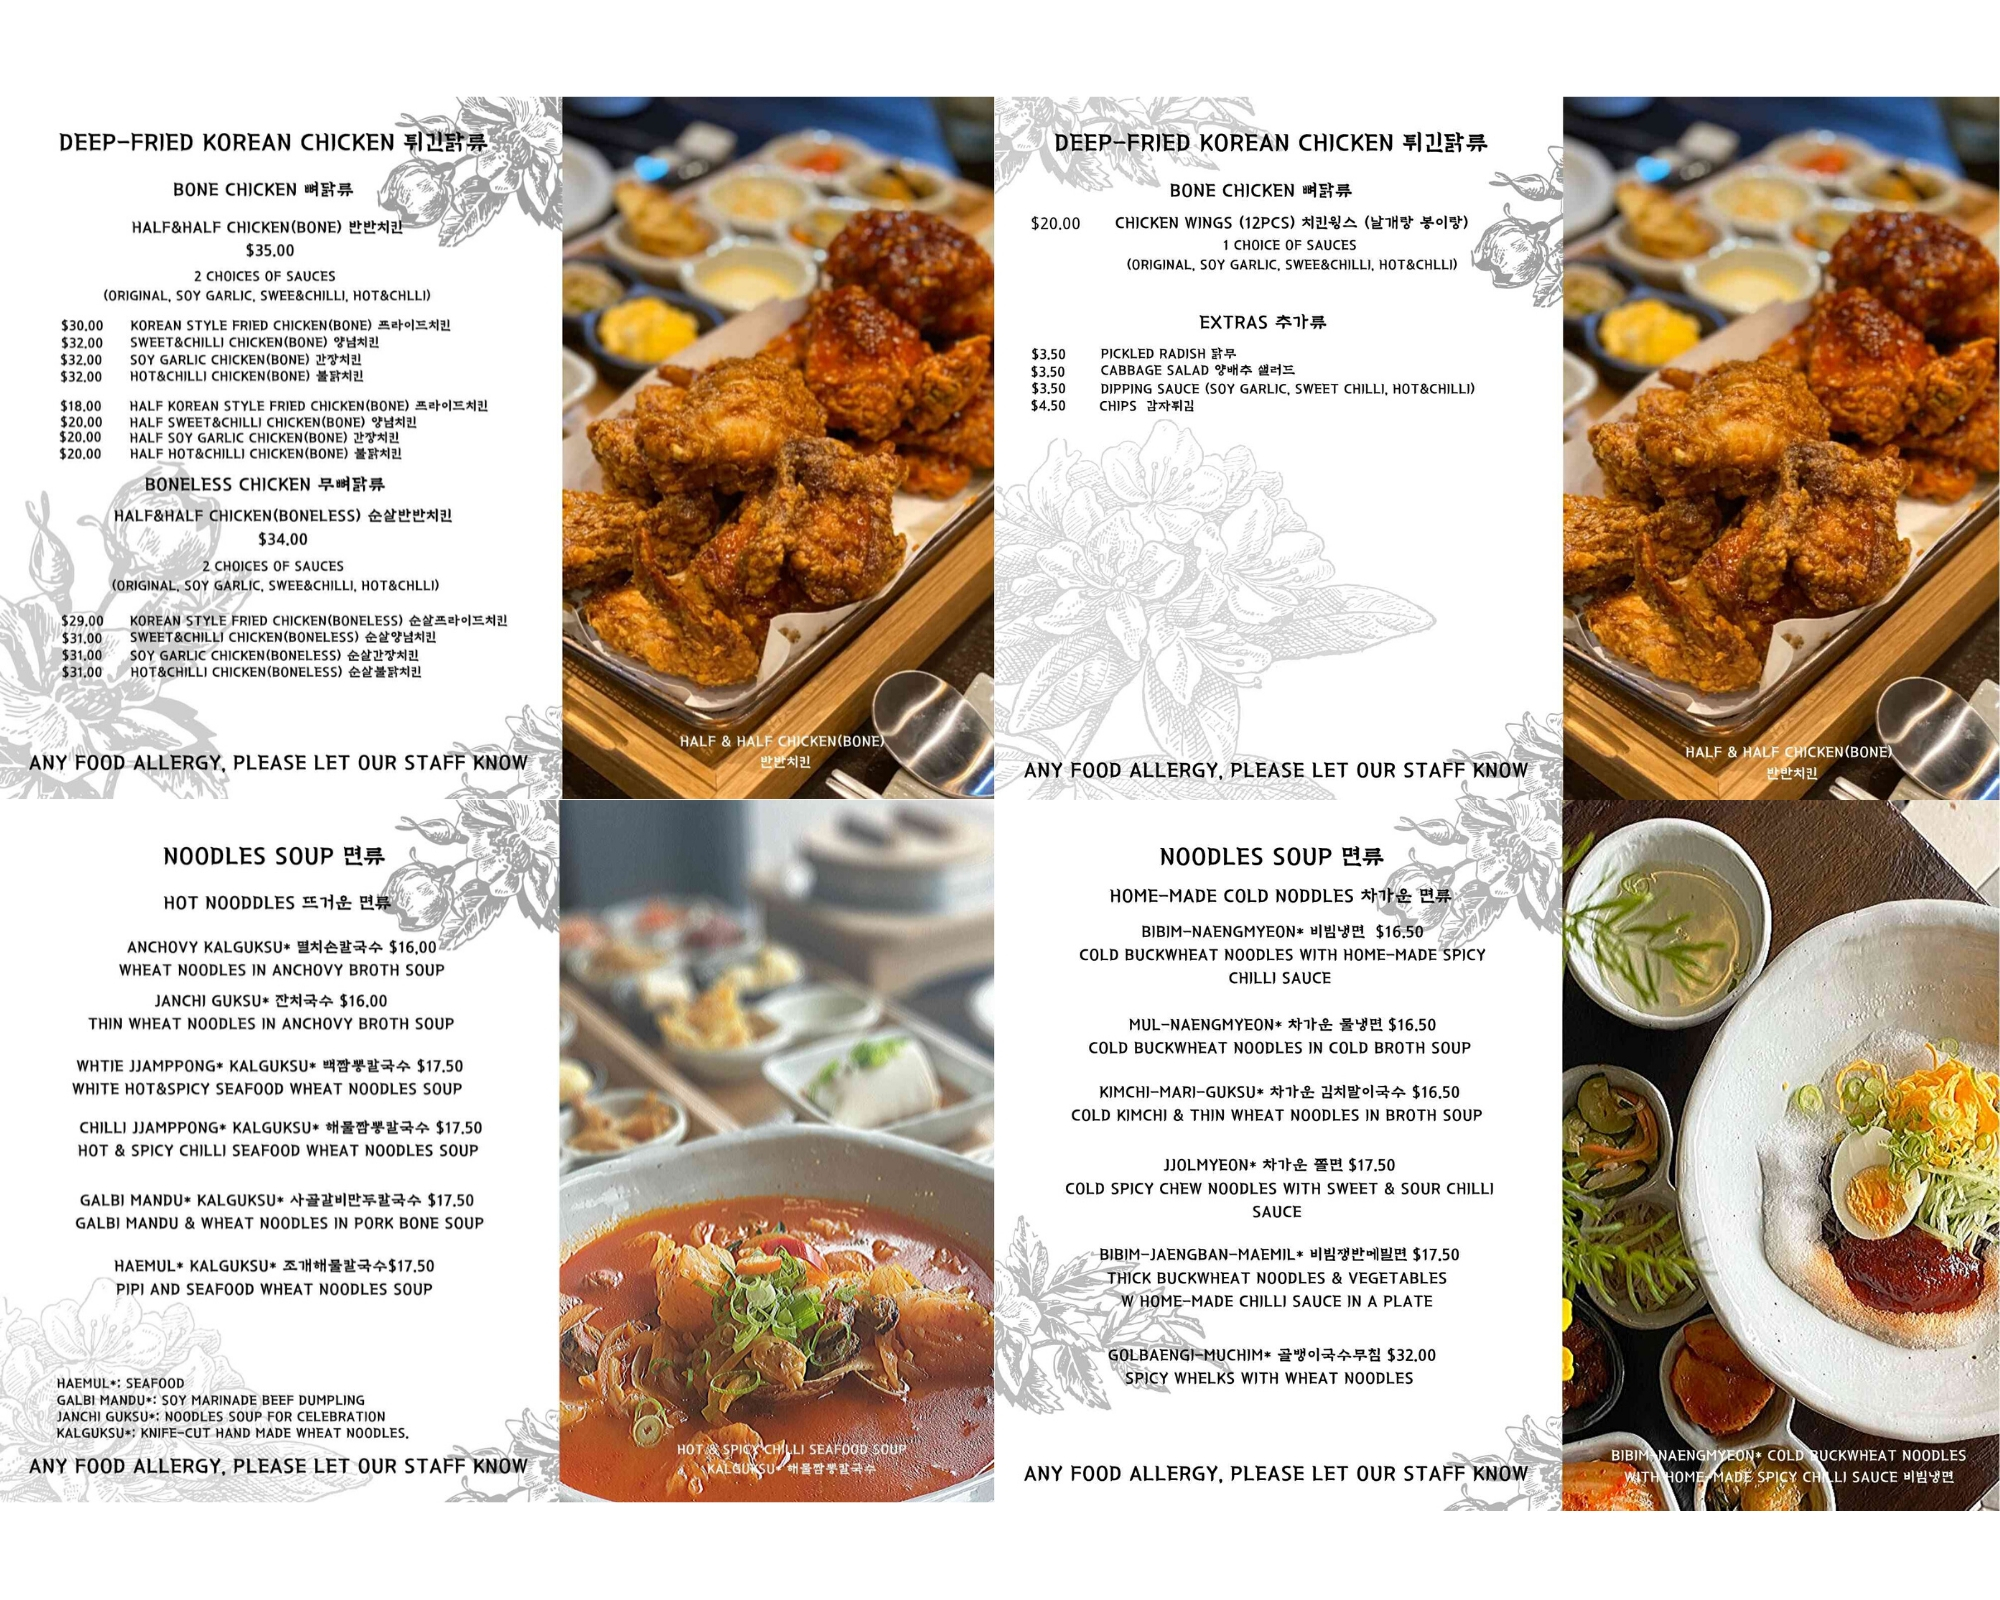 DEEP-FRIED KOREAN CHICKEN 튀긴닭류
BONE CHICKEN 뼈닭류
HALF&HALF CHICKEN(BONE) 반반치킨
$35.00
2 CHOICES OF SAUCES
(ORIGINAL, SOY GARLIC, SWEE&CHILLI, HOT&CHLLI)
$30.00 KOREAN STYLE FRIED CHICKEN(BONE) 프라이드치킨
$32.00 SWEET&CHILLI CHICKEN(BONE) 양념치킨
$32.00 SOY GARLIC CHICKEN(BONE) 간장치킨
$32.00 HOT&CHILLI CHICKEN(BONE) 불닭치킨
$18.00 HALF KOREAN STYLE FRIED CHICKEN(BONE) 프라이드치킨
$20.00 HALF SWEET&CHILLI CHICKEN(BONE) 양념치킨
$20.00 HALF SOY GARLIC CHICKEN(BONE) 간장치킨
$20.00 HALF HOT&CHILLI CHICKEN(BONE) 불닭치킨
BONELESS CHICKEN 무뼈닭류
HALF&HALF CHICKEN(BONELESS) 순살반반치킨
$34.00
2 CHOICES OF SAUCES
(ORIGINAL, SOY GARLIC, SWEE&CHILLI, HOT&CHLLI)
$29.00 KOREAN STYLE FRIED CHICKEN(BONELESS) 순살프라이드치킨
$31.00 SWEET&CHILLI CHICKEN(BONELESS) 순살양념치킨
$31.00 SOY GARLIC CHICKEN(BONELESS) 순살간장치킨
$31.00 HOT&CHILLI CHICKEN(BONELESS) 순살불닭치킨
ANY FOOD ALLERGY, PLEASE LET OUR STAFF KNOW
HALF & HALF CHICKEN(BONE)
반반치킨
DEEP-FRIED KOREAN CHICKEN 튀긴닭류
BONE CHICKEN 뼈닭류
$20.00 CHICKEN WINGS (12PCS) 치킨윙스 (날개랑 봉이랑)
1 CHOICE OF SAUCES
(ORIGINAL, SOY GARLIC, SWEE&CHILLI, HOT&CHLLI)
EXTRAS 추가류
$3.50 PICKLED RADISH 닭무
$3.50 CABBAGE SALAD 양배추 샐러드
$3.50 DIPPING SAUCE (SOY GARLIC, SWEET CHILLI, HOT&CHILLI)
$4.50 CHIPS 감자튀김
ANY FOOD ALLERGY, PLEASE LET OUR STAFF KNOW
HALF & HALF CHICKEN(BONE)
반반치킨
NOODLES SOUP 면류
HOT NOODDLES 뜨거운 면류
ANCHOVY KALGUKSU* 멸치손칼국수 $16.00
WHEAT NOODLES IN ANCHOVY BROTH SOUP
JANCHI GUKSU* 잔치국수 $16.00
THIN WHEAT NOODLES IN ANCHOVY BROTH SOUP
WHTIE JJAMPPONG* KALGUKSU* 백짬뽕칼국수 $17.50
WHITE HOT&SPICY SEAFOOD WHEAT NOODLES SOUP
CHILLI JJAMPPONG* KALGUKSU* 해물짬뽕칼국수 $17.50
HOT & SPICY CHILLI SEAFOOD WHEAT NOODLES SOUP
GALBI MANDU* KALGUKSU* 사골갈비만두칼국수 $17.50
GALBI MANDU & WHEAT NOODLES IN PORK BONE SOUP
HAEMUL* KALGUKSU* 조개해물칼국수$17.50
PIPI AND SEAFOOD WHEAT NOODLES SOUP
HAEMUL*: SEAFOOD
GALBI MANDU*: SOY MARINADE BEEF DUMPLING
JANCHI GUKSU*: NOODLES SOUP FOR CELEBRATION
KALGUKSU*: KNIFE-CUT HAND MADE WHEAT NOODLES.
ANY FOOD ALLERGY, PLEASE LET OUR STAFF KNOW
HOT & SPICY CHILLI SEAFOOD SOUP
KALGUKSU* 해물짬뽕칼국수
NOODLES SOUP 면류
HOME-MADE COLD NODDLES 차가운 면류
BIBIM-NAENGMYEON* 비빔냉면 $16.50
COLD BUCKWHEAT NOODLES WITH HOME-MADE SPICY
CHILLI SAUCE
MUL-NAENGMYEON* 차가운 물냉면 $16.50
COLD BUCKWHEAT NOODLES IN COLD BROTH SOUP
KIMCHI-MARI-GUKSU* 차가운 김치말이국수 $16.50
COLD KIMCHI & THIN WHEAT NOODLES IN BROTH SOUP
JJOLMYEON* 차가운 쫄면 $17.50
COLD SPICY CHEW NOODLES WITH SWEET & SOUR CHILLI
SAUCE
BIBIM-JAENGBAN-MAEMIL* 비빔쟁반메밀면 $17.50
THICK BUCKWHEAT NOODLES & VEGETABLES
W HOME-MADE CHILLI SAUCE IN A PLATE
GOLBAENGI-MUCHIM* 골뱅이국수무침 $32.00
SPICY WHELKS WITH WHEAT NOODLES
ANY FOOD ALLERGY, PLEASE LET OUR STAFF KNOW
BIBIM-NAENGMYEON* COLD BUCKWHEAT NOODLES
WITH HOME-MADE SPICY CHILLI SAUCE 비빔냉면